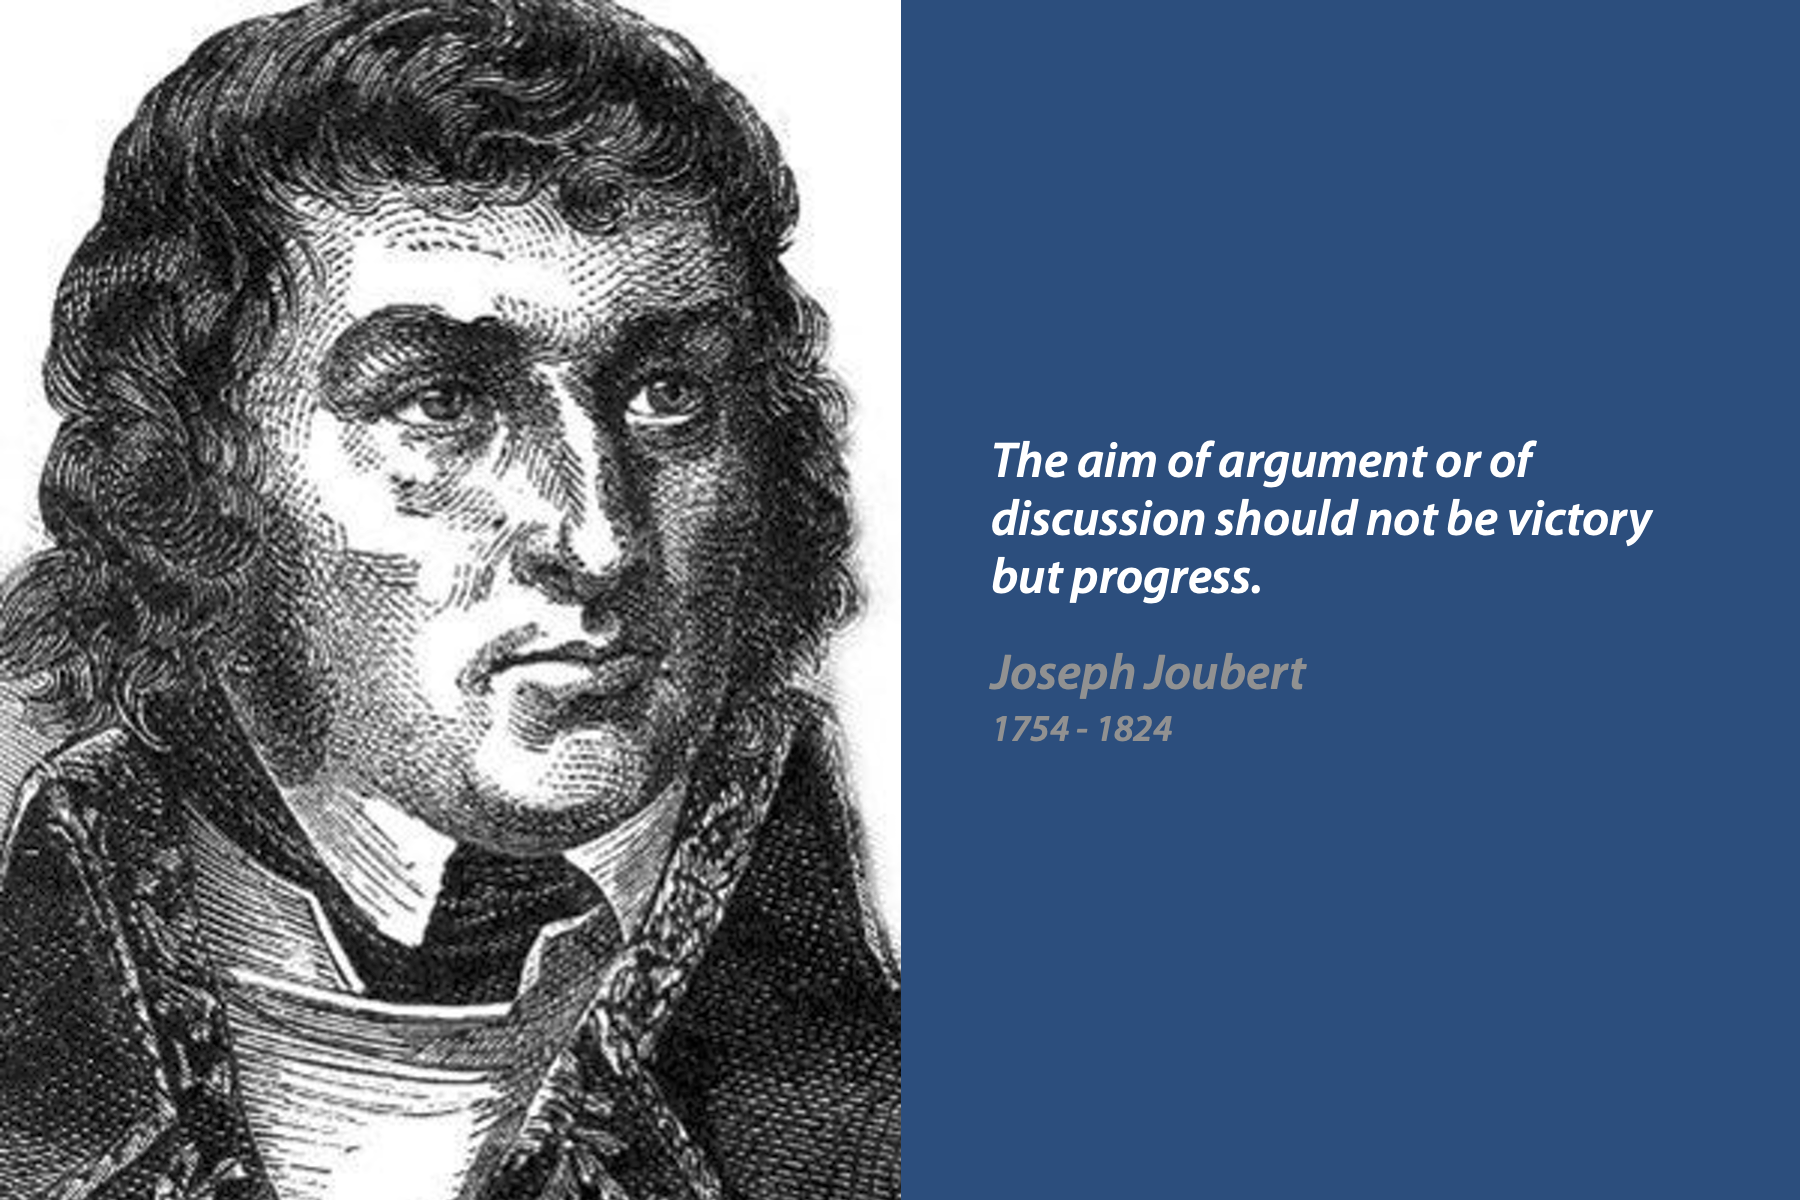 The aim of argument or of
discussion should not be victory
but progress.
Joseph Joubert
1754 - 1824